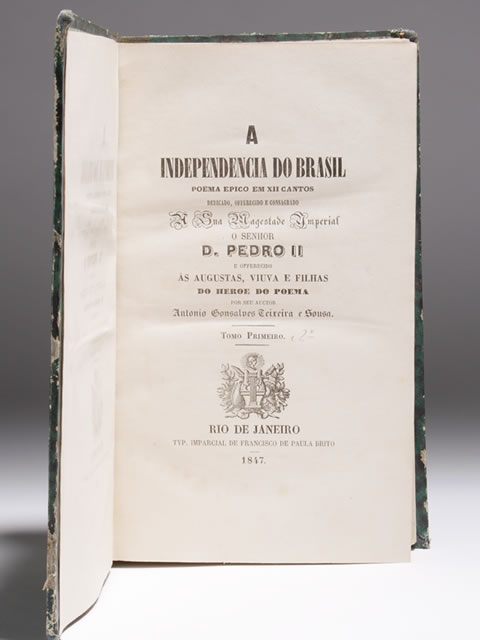 A
INDEPENDENCIA DO BRASIL
POEMA EPICO EM XII CANTOS
DEDICADO, OFFERECIDO E CONSAGRADO
A Sua Magestade Imperial
O SENHOR
D. PEDRO II
E OFFERECIDO
ÀS AUGUSTAS, VIUVA E FILHAS
DO HEROE DO POEMA
POR SEU AUCTOR
Antonio Gonsalves Teixeira e Sousa.
TOMO PRIMEIRO. e 2º
RIO DE JANEIRO
TYP. IMPARCIAL DE FRANCISCO DE PAULA BRITO
1847.